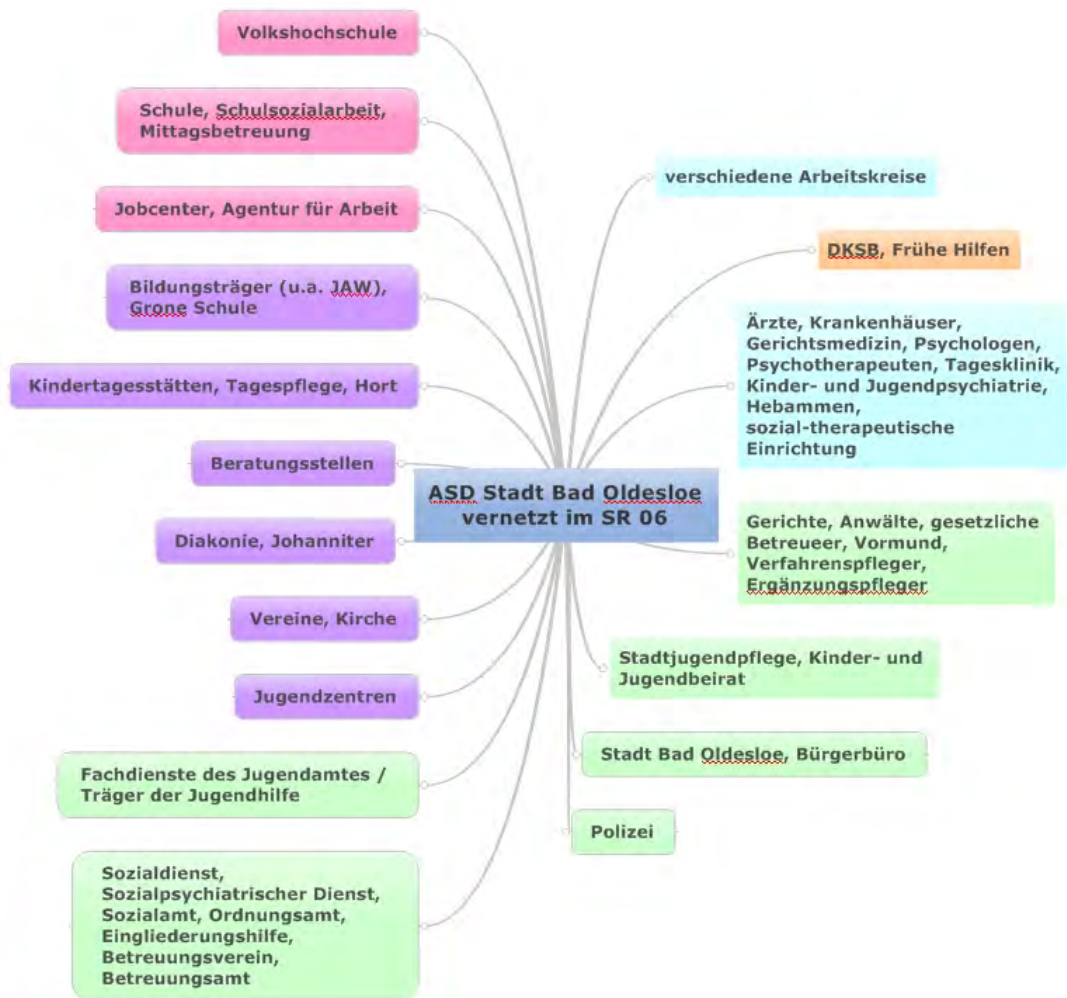 Volkshochschule
Schule, Schulsozialarbeit,
Mittagsbetreuung
Jobcenter, Agentur für Arbeit
Bildungsträger (u.a. JAW),
Grone Schule
Kindertagesstätten, Tagespflege, Hort
Beratungsstellen
Diakonie, Johanniter
Vereine, Kirche
Jugendzentren
Fachdienste des Jugendamtes /
Träger der Jugendhilfe
Sozialdienst,
Sozialpsychiatrischer Dienst,
Sozialamt, Ordnungsamt,
Eingliederungshilfe,
Betreuungsverein,
Betreuungsamt
ASD Stadt Bad Oldesloe
vernetzt im SR 06
verschiedene Arbeitskreise
DKSB, Frühe Hilfen
Ärzte, Krankenhäuser,
Gerichtsmedizin, Psychologen,
Psychotherapeuten, Tagesklinik,
Kinder- und Jugendpsychiatrie,
Hebammen,
sozial-therapeutische
Einrichtung
Gerichte, Anwälte, gesetzliche
Betreueer, Vormund,
Verfahrenspfleger,
Ergänzungspfleger
Stadtjugendpflege, Kinder- und
Jugendbeirat
Stadt Bad Oldesloe, Bürgerbüro
Polizei